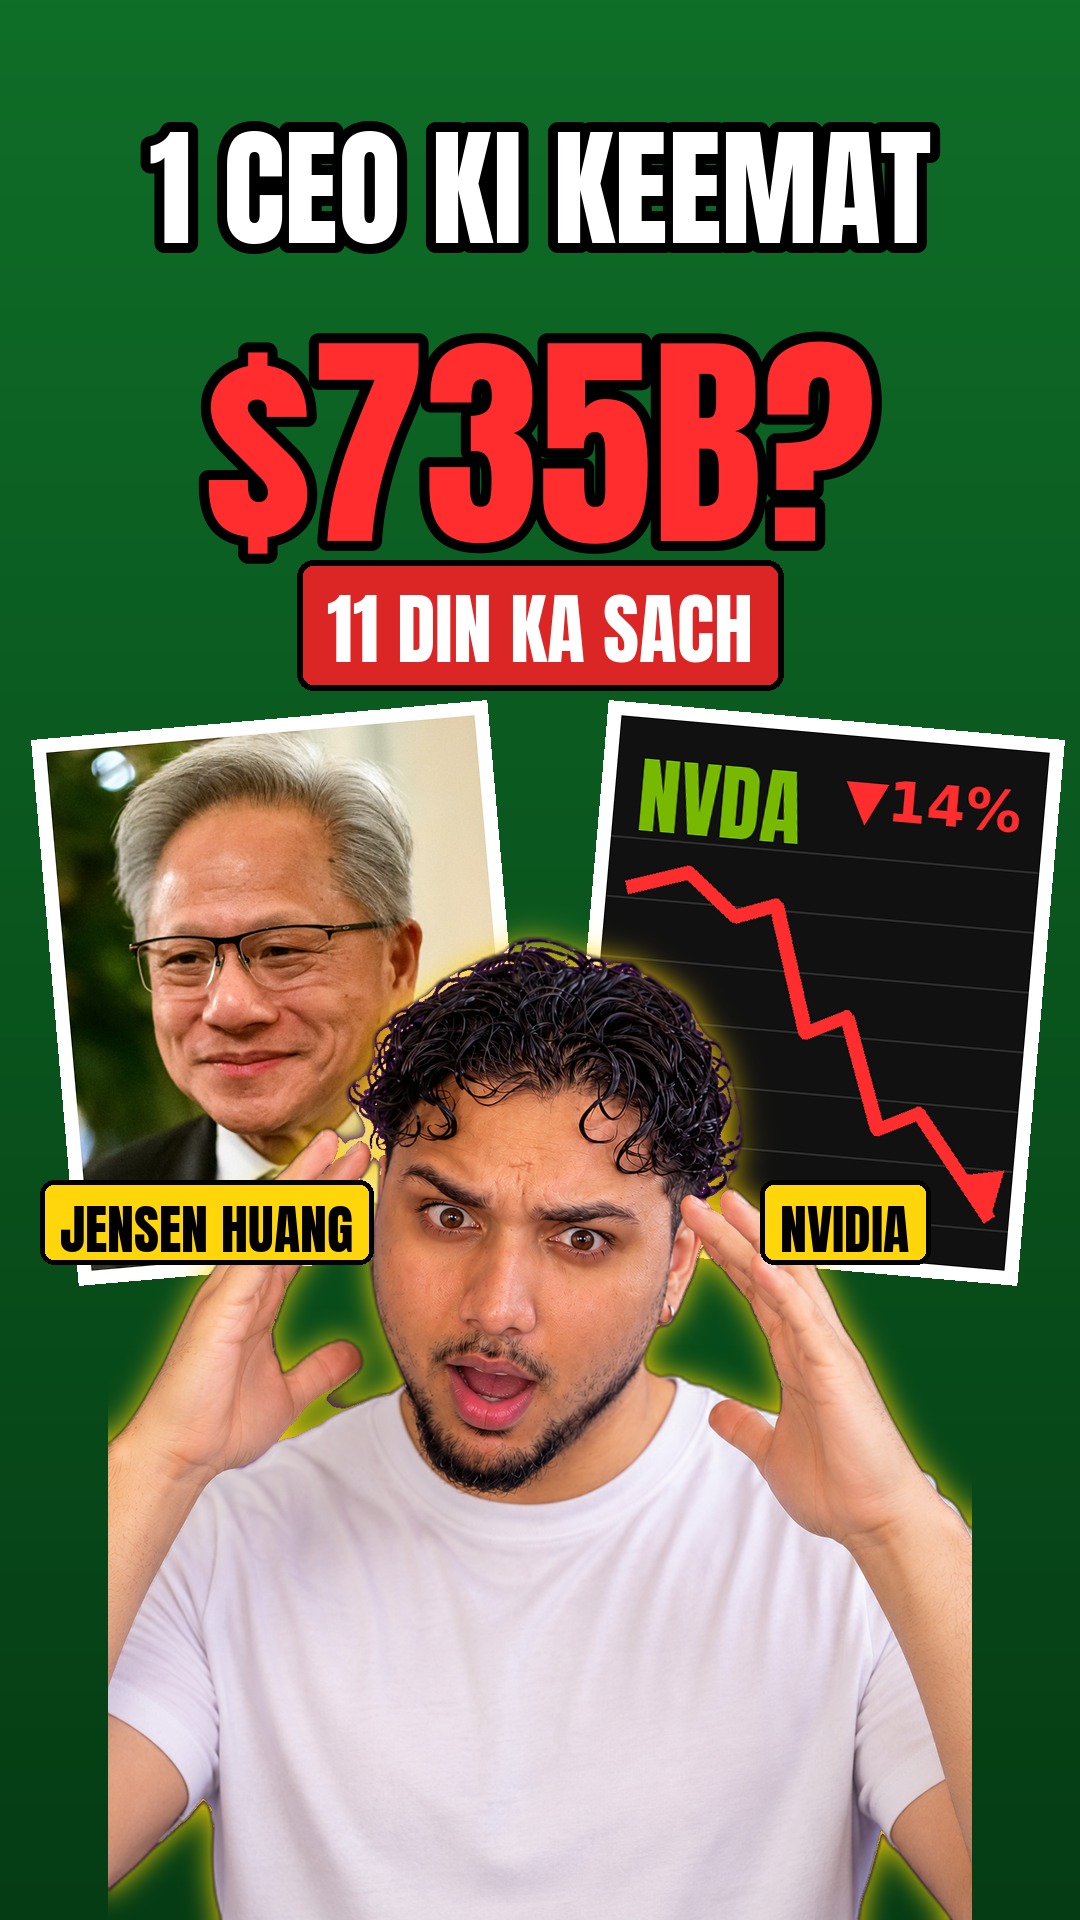 1 CEO KI KEEMAT
$735B?
11 DIN KA SACH
NVDA ▼14%
JENSEN HUANG
NVIDIA